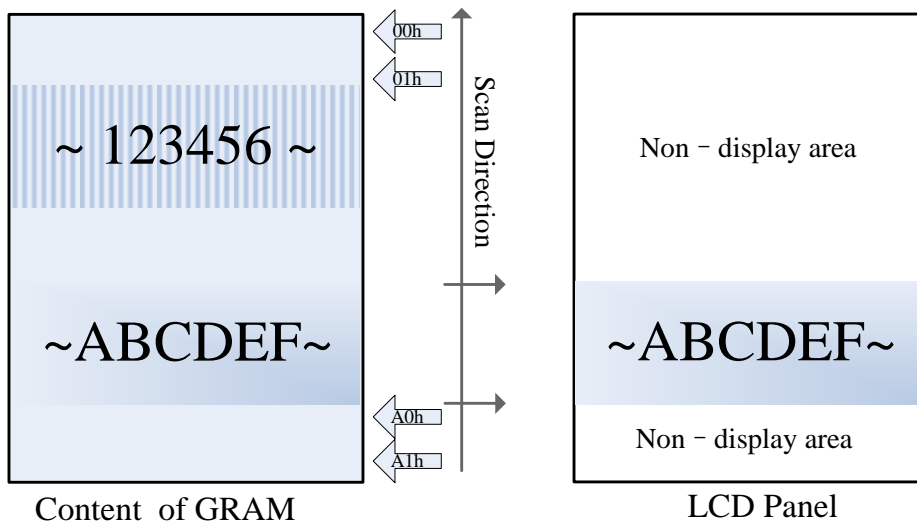 00h
01h
Scan Direction
~ 123456 ~
Non - display area
~ABCDEF~
~ABCDEF~
A0h
A1h
Non - display area
Content of GRAM
LCD Panel